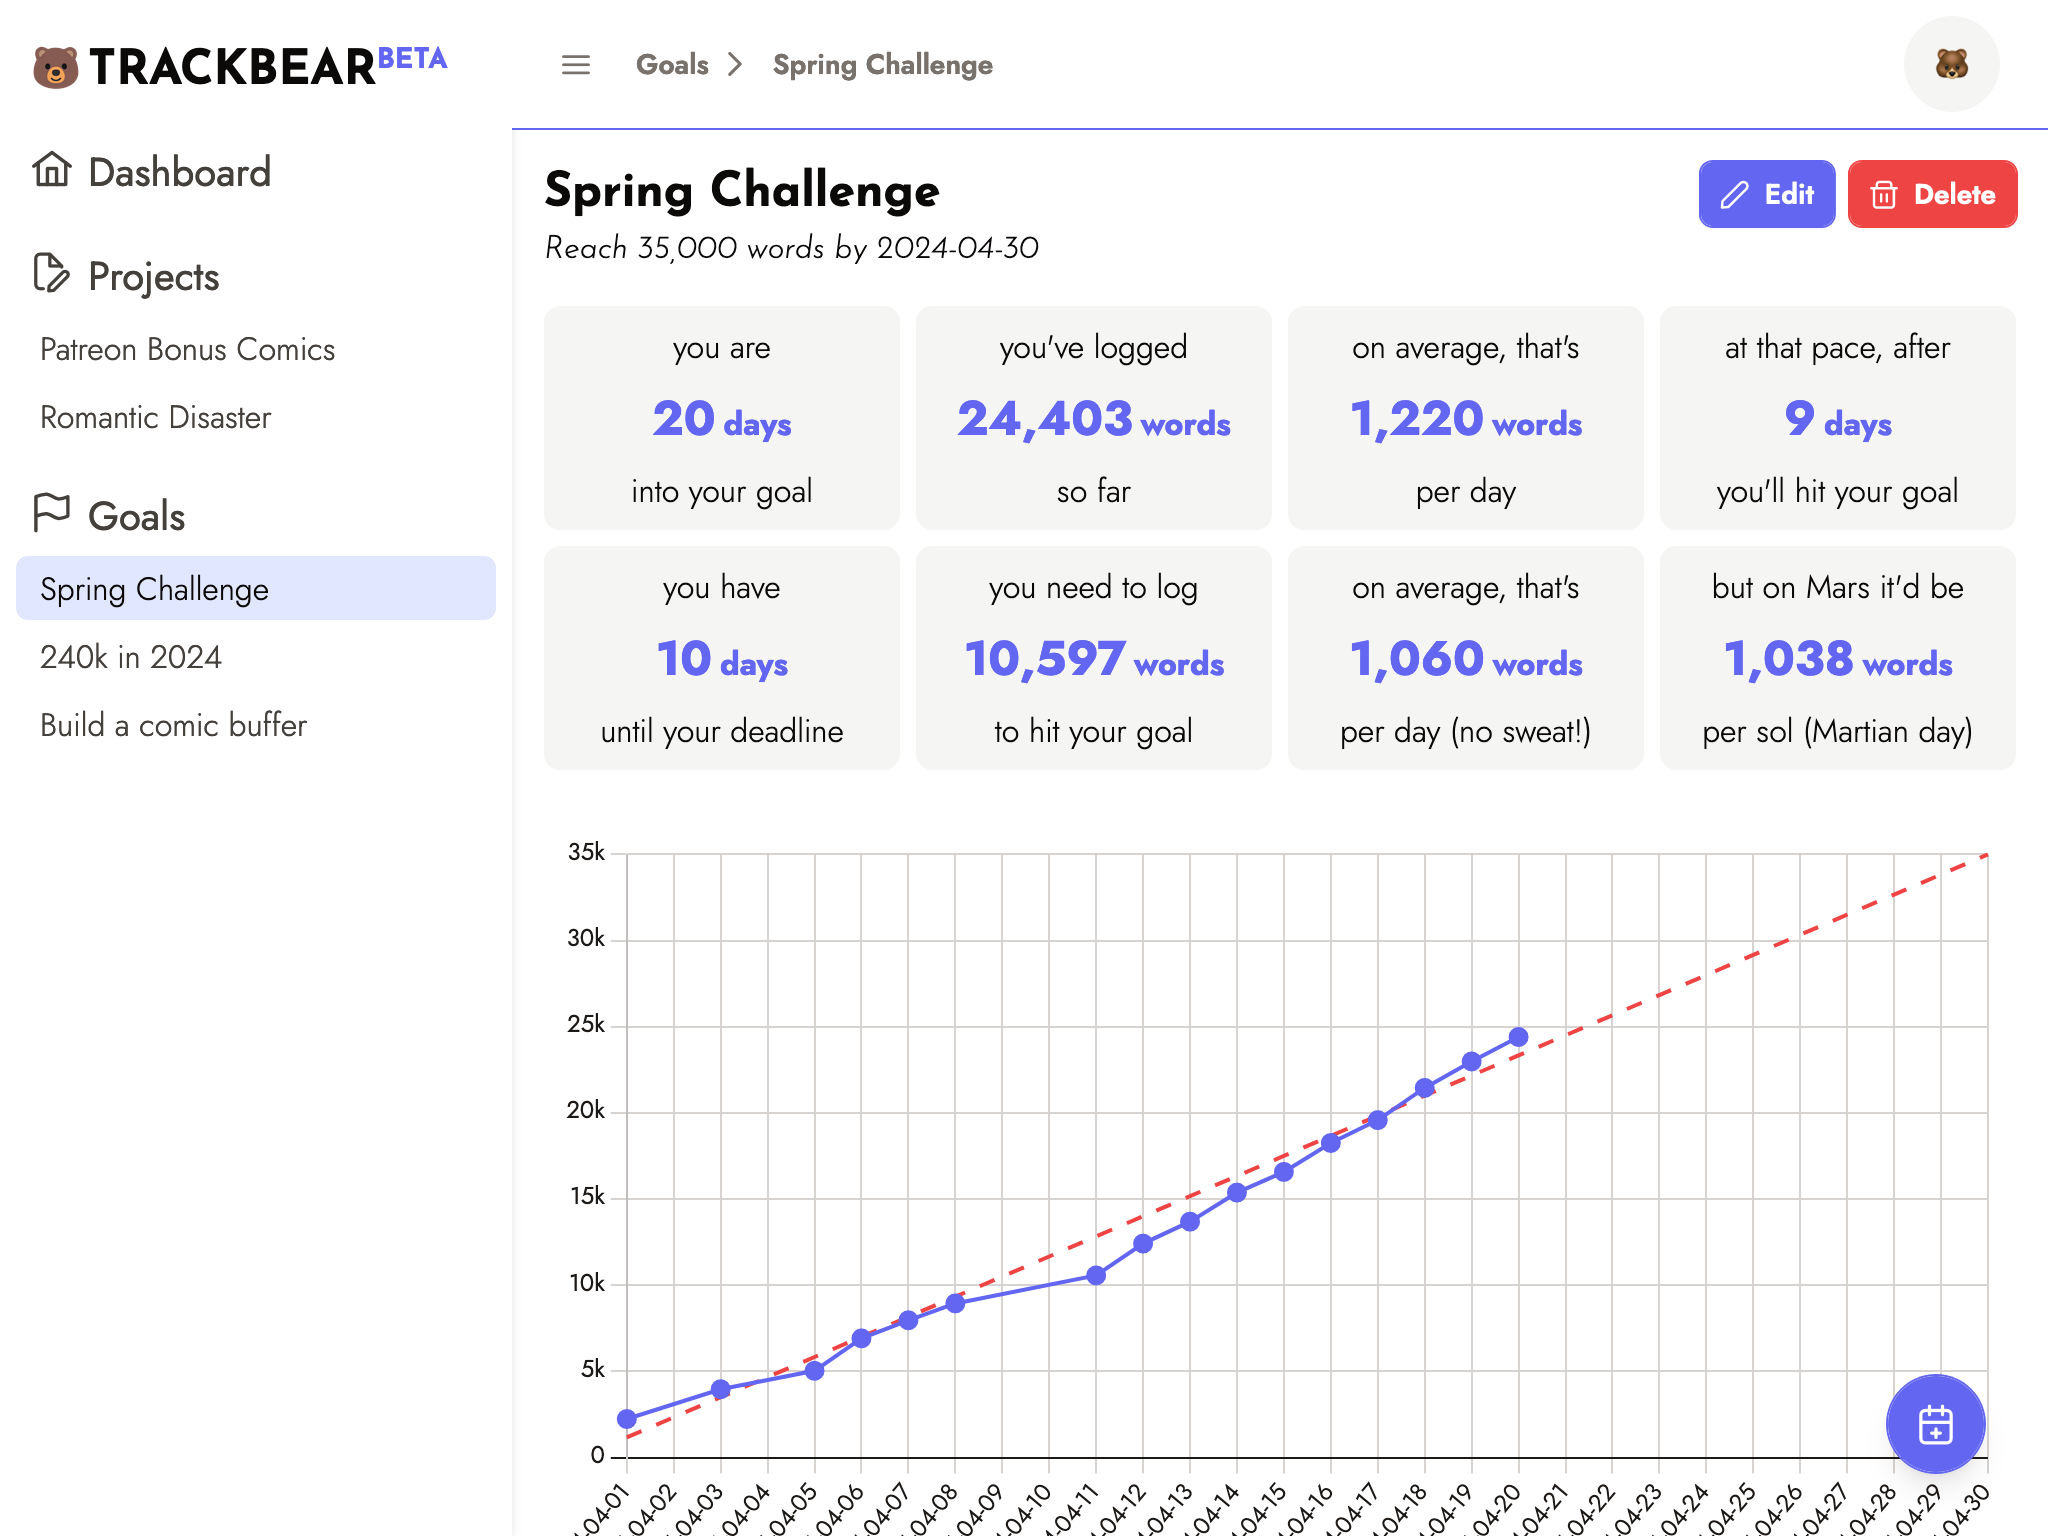 TRACKBEAR BETA
Goals
Spring Challenge
Dashboard
Projects
Patreon Bonus Comics
Romantic Disaster
Goals
Spring Challenge
240k in 2024
Build a comic buffer
Spring Challenge
Edit
Delete
Reach 35,000 words by 2024-04-30
you are
20 days
into your goal
you've logged
24,403 words
so far
on average, that's
1,220 words
per day
at that pace, after
9 days
you'll hit your goal
you have
10 days
until your deadline
you need to log
10,597 words
to hit your goal
on average, that's
1,060 words
per day (no sweat!)
but on Mars it'd be
1,038 words
per sol (Martian day)
35k
30k
25k
20k
15k
10k
5k
0
-04-01
-04-02
-04-03
-04-04
-04-05
-04-06
-04-07
-04-08
-04-09
-04-10
-04-11
-04-12
-04-13
-04-14
-04-15
-04-16
-04-17
-04-18
-04-19
-04-20
-04-21
-04-22
-04-23
-04-24
-04-25
-04-26
-04-27
-04-28
-04-29
-04-30